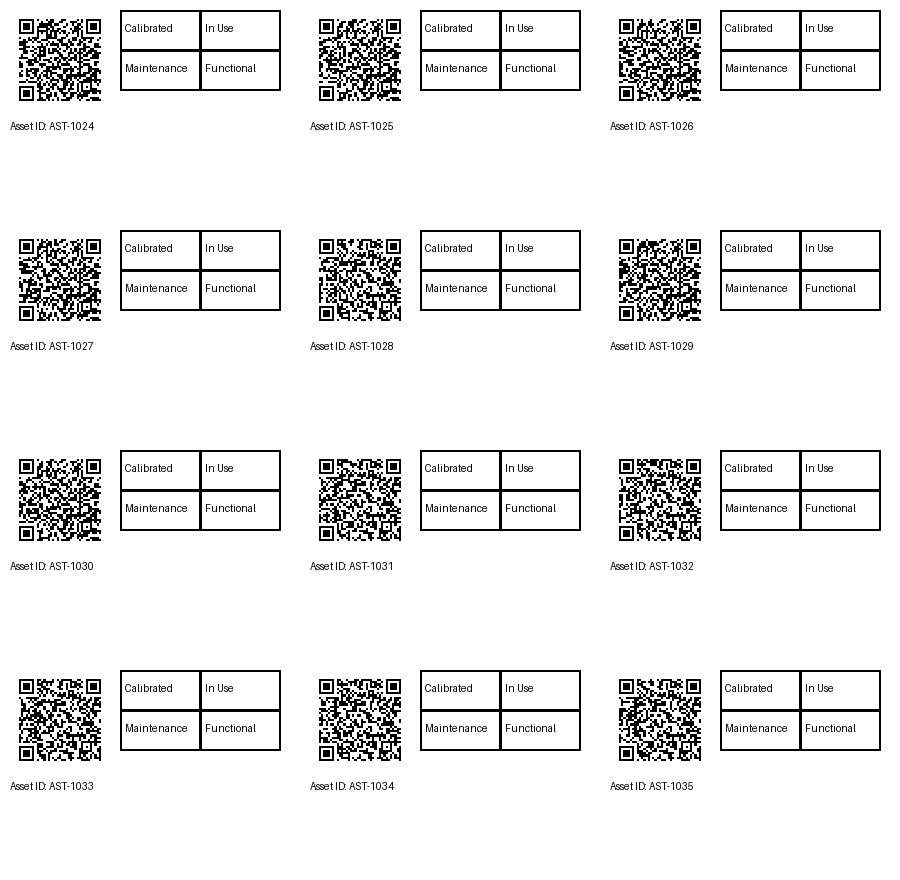 Calibrated In Use
Maintenance Functional
Asset ID: AST-1024
Calibrated In Use
Maintenance Functional
Asset ID: AST-1025
Calibrated In Use
Maintenance Functional
Asset ID: AST-1026
Calibrated In Use
Maintenance Functional
Asset ID: AST-1027
Calibrated In Use
Maintenance Functional
Asset ID: AST-1028
Calibrated In Use
Maintenance Functional
Asset ID: AST-1029
Calibrated In Use
Maintenance Functional
Asset ID: AST-1030
Calibrated In Use
Maintenance Functional
Asset ID: AST-1031
Calibrated In Use
Maintenance Functional
Asset ID: AST-1032
Calibrated In Use
Maintenance Functional
Asset ID: AST-1033
Calibrated In Use
Maintenance Functional
Asset ID: AST-1034
Calibrated In Use
Maintenance Functional
Asset ID: AST-1035